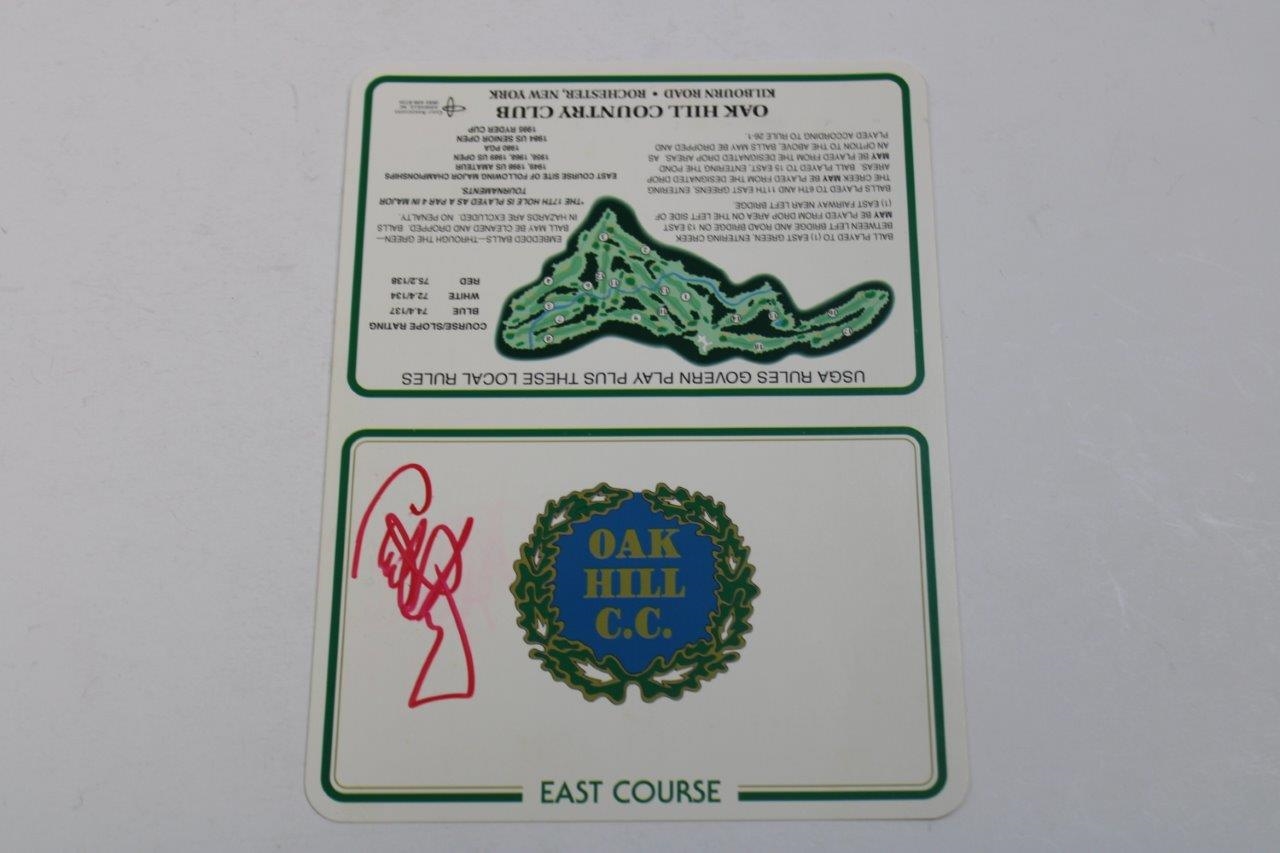 USGA RULES GOVERN PLAY PLUS THESE LOCAL RULES
COURSE/SLOPE RATING
BLUE 74.4/137
WHITE 72.4/134
RED 75.2/138
BALL PLAYED TO (1) EAST GREEN, ENTERING CREEK
BETWEEN LEFT BRIDGE AND ROAD BRIDGE ON 13 EAST
MAY BE PLAYED FROM DROP AREA ON THE LEFT SIDE OF
(1) EAST FAIRWAY NEAR LEFT BRIDGE.
BALLS PLAYED TO 6TH AND 11TH EAST GREENS, ENTERING
THE CREEK MAY BE PLAYED FROM THE DESIGNATED DROP
AREAS. BALL PLAYED TO 15 EAST, ENTERING THE POND
MAY BE PLAYED FROM THE DESIGNATED DROP AREAS. AS
AN OPTION TO THE ABOVE, BALLS MAY BE DROPPED AND
PLAYED ACCORDING TO RULE 26-1.
EMBEDDED BALLS—THROUGH-THE-GREEN—
BALL MAY BE CLEANED AND DROPPED. BALLS
IN HAZARDS ARE EXCLUDED. NO PENALTY.
*THE 17TH HOLE IS PLAYED AS A PAR 4 IN MAJOR
TOURNAMENTS.
EAST COURSE SITE OF FOLLOWING MAJOR CHAMPIONSHIPS
1949, 1998 US AMATEUR
1956, 1968, 1989 US OPEN
1980 PGA
1984 US SENIOR OPEN
1995 RYDER CUP
OAK HILL COUNTRY CLUB
KILBOURN ROAD • ROCHESTER, NEW YORK
OAK
HILL
C.C.
EAST COURSE